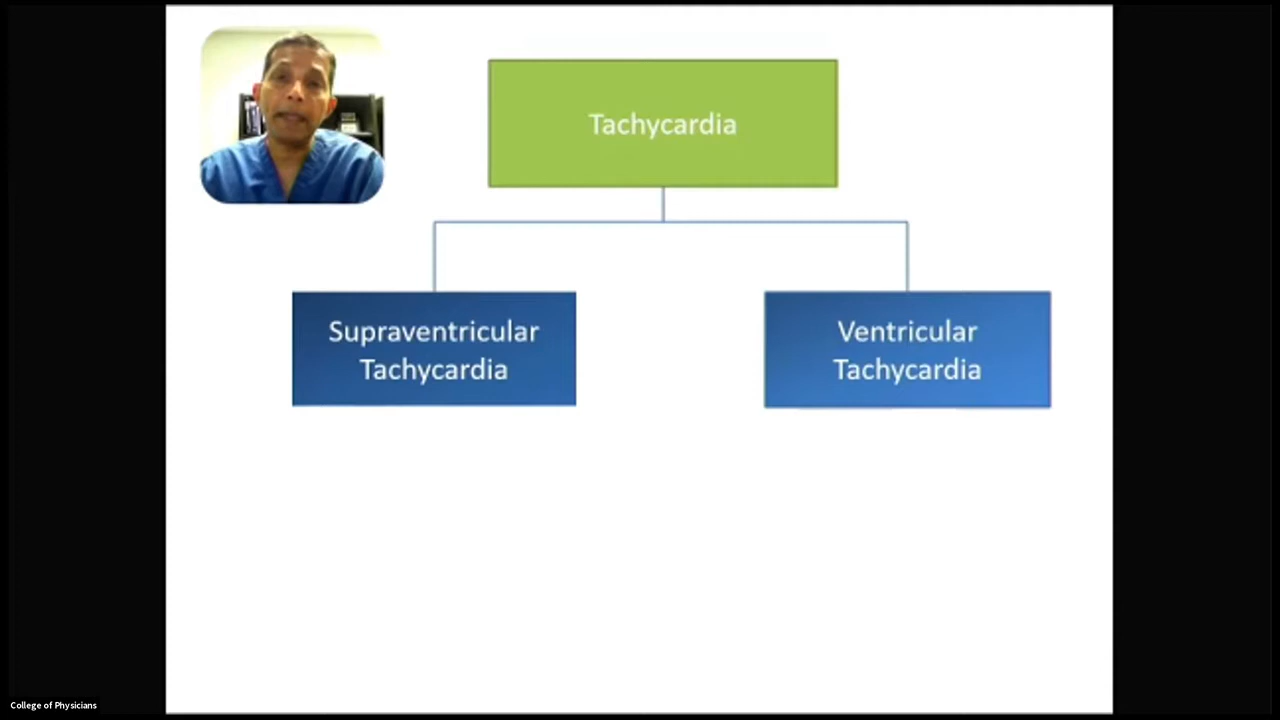 Tachycardia
Supraventricular
Tachycardia
Ventricular
Tachycardia
College of Physicians